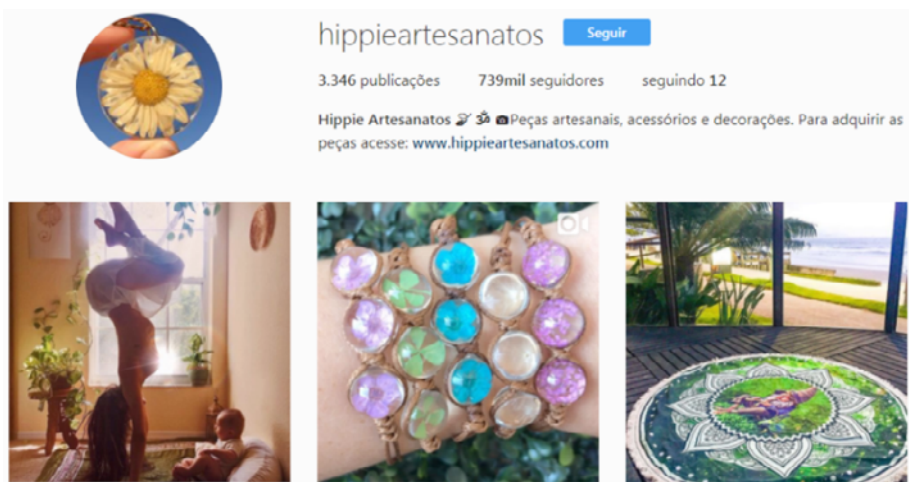 hippieartesanatos Seguir
3.346 publicações 739mil seguidores seguindo 12
Hippie Artesanatos 🕉 📷Peças artesanais, acessórios e decorações. Para adquirir as
peças acesse: www.hippieartesanatos.com